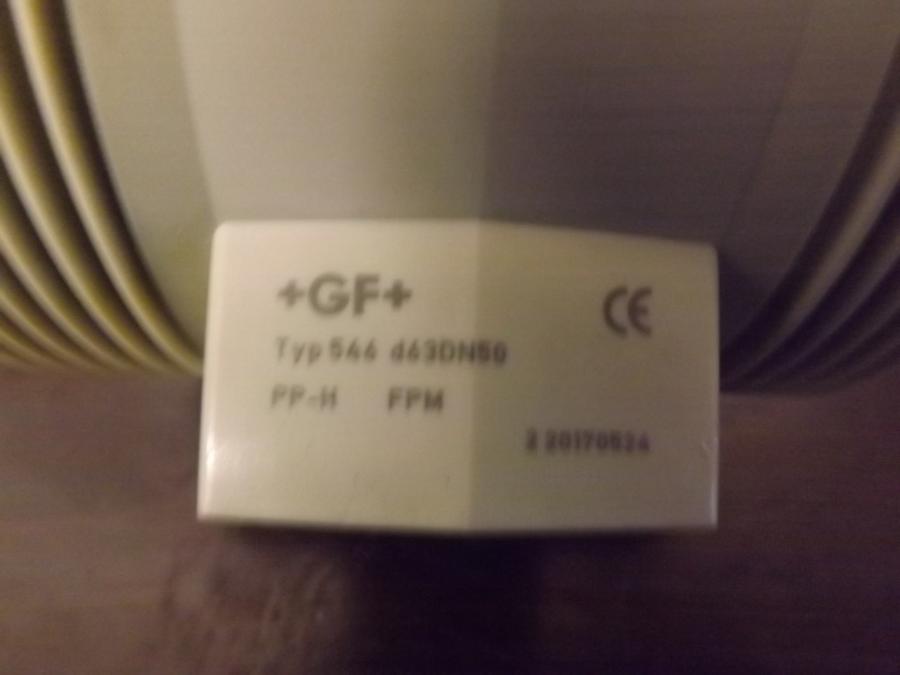 +GF+
CE
Typ 546 d63DN50
PP-H FPM
2 20170524